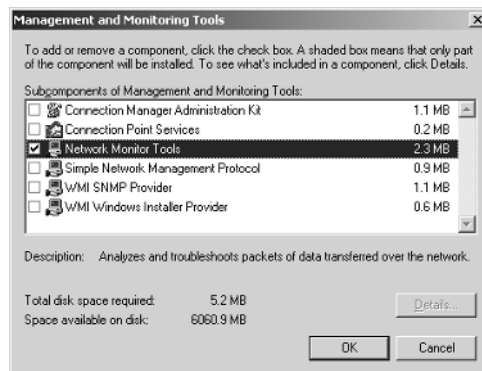 Management and Monitoring Tools
To add or remove a component, click the check box. A shaded box means that only part
of the component will be installed. To see what's included in a component, click Details.
Subcomponents of Management and Monitoring Tools:
Connection Manager Administration Kit 1.1 MB
Connection Point Services 0.2 MB
Network Monitor Tools 2.3 MB
Simple Network Management Protocol 0.9 MB
WMI SNMP Provider 1.1 MB
WMI Windows Installer Provider 0.6 MB
Description: Analyzes and troubleshoots packets of data transferred over the network.
Total disk space required: 5.2 MB
Space available on disk: 6060.9 MB
Details...
OK Cancel